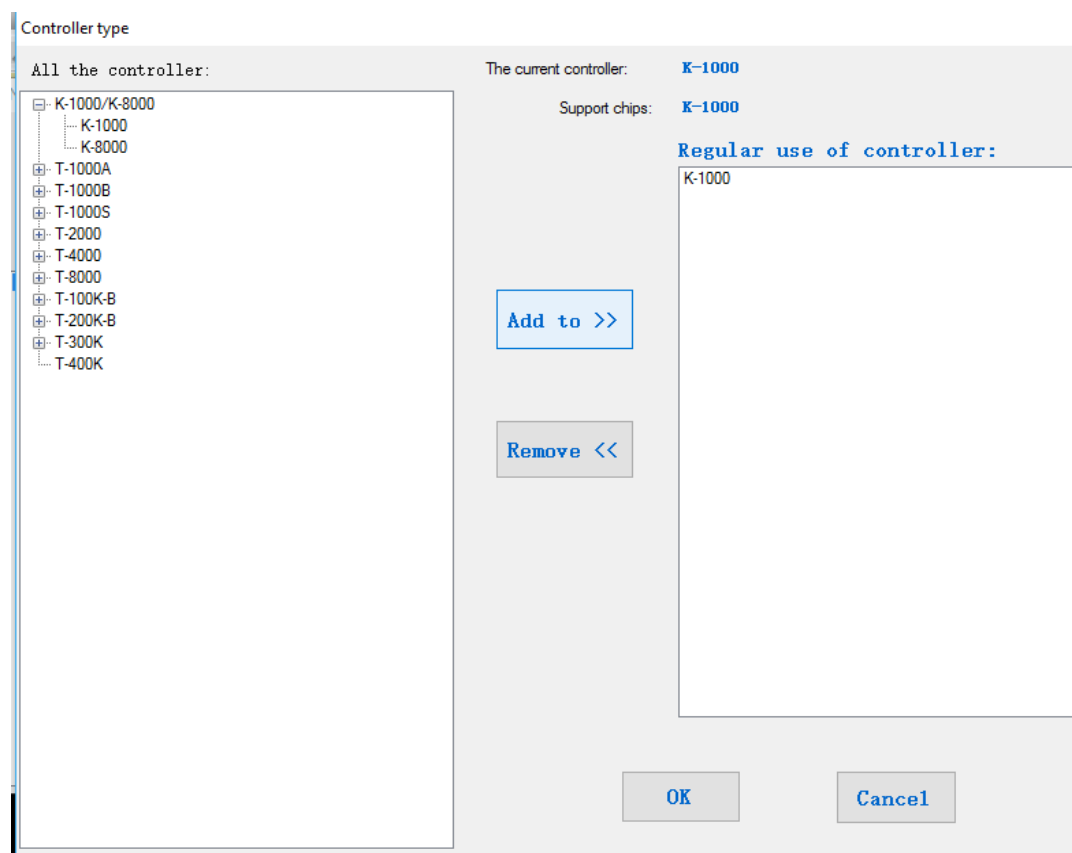 Controller type
All the controller:
K-1000/K-8000
K-1000
K-8000
T-1000A
T-1000B
T-1000S
T-2000
T-4000
T-8000
T-100K-B
T-200K-B
T-300K
T-400K
The current controller: K-1000
Support chips: K-1000
Regular use of controller:
K-1000
Add to >>
Remove <<
OK
Cancel